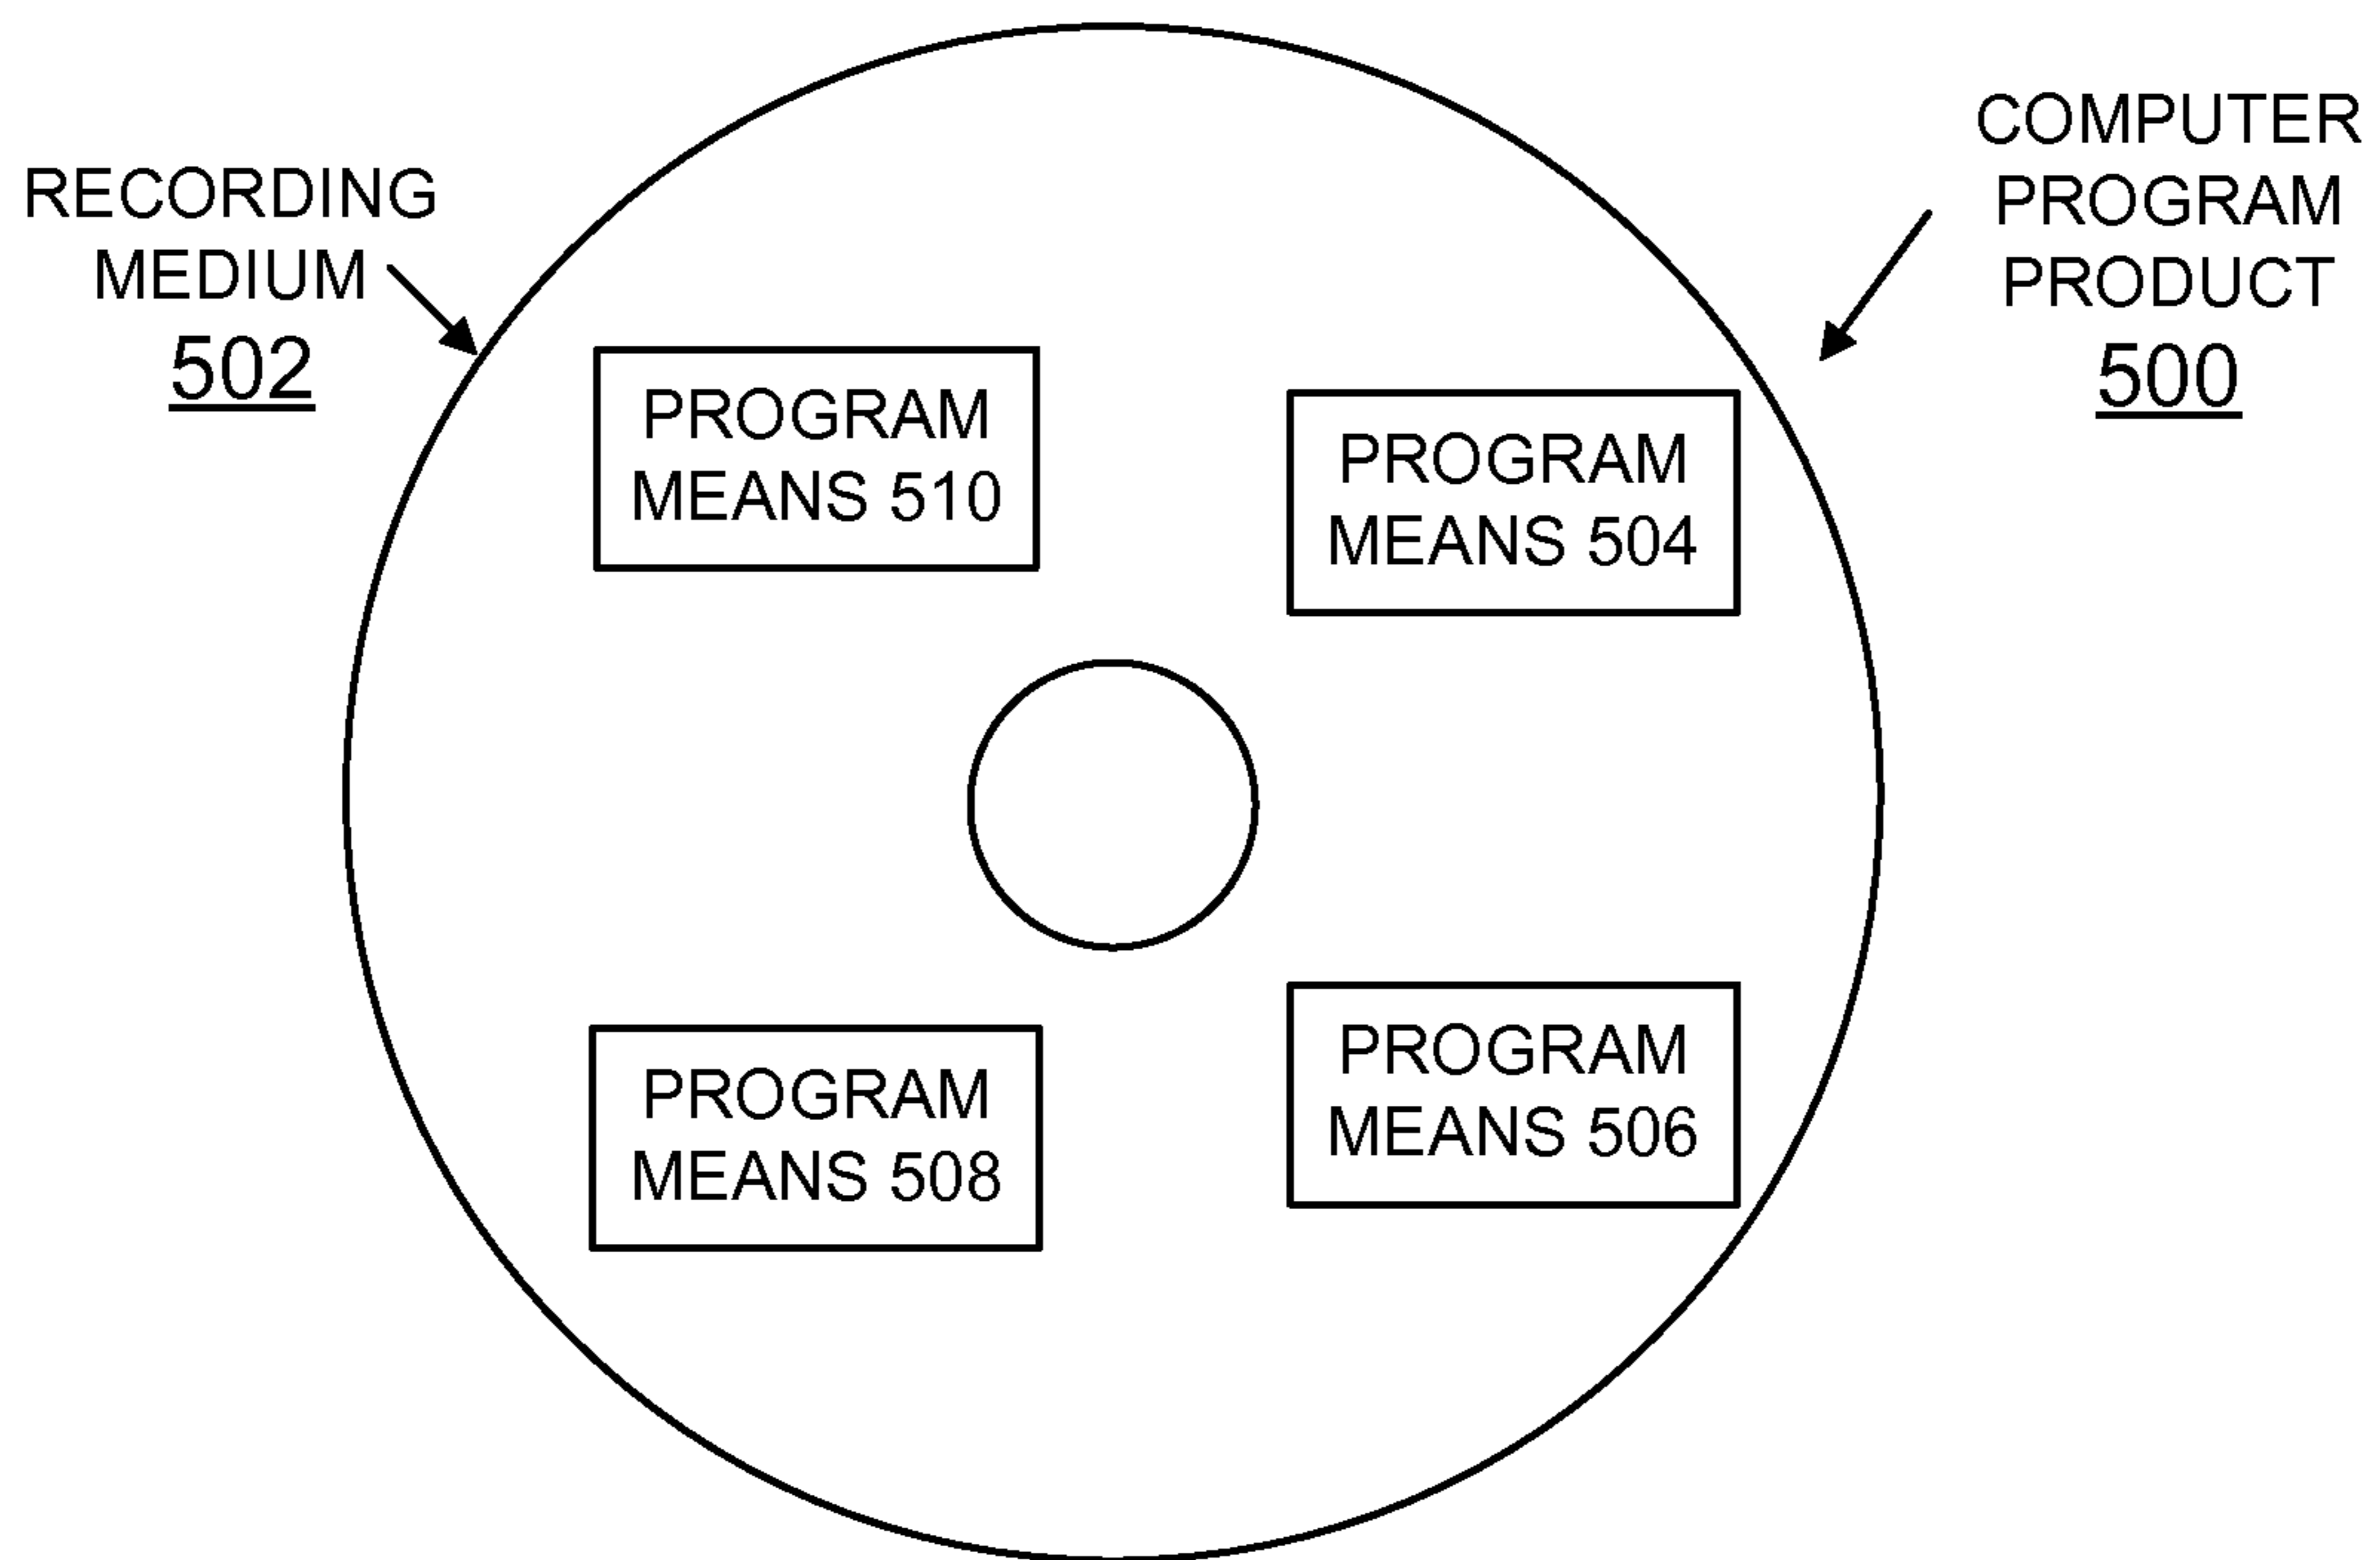 RECORDING
MEDIUM
502
COMPUTER
PROGRAM
PRODUCT
500
PROGRAM
MEANS 510
PROGRAM
MEANS 504
PROGRAM
MEANS 508
PROGRAM
MEANS 506